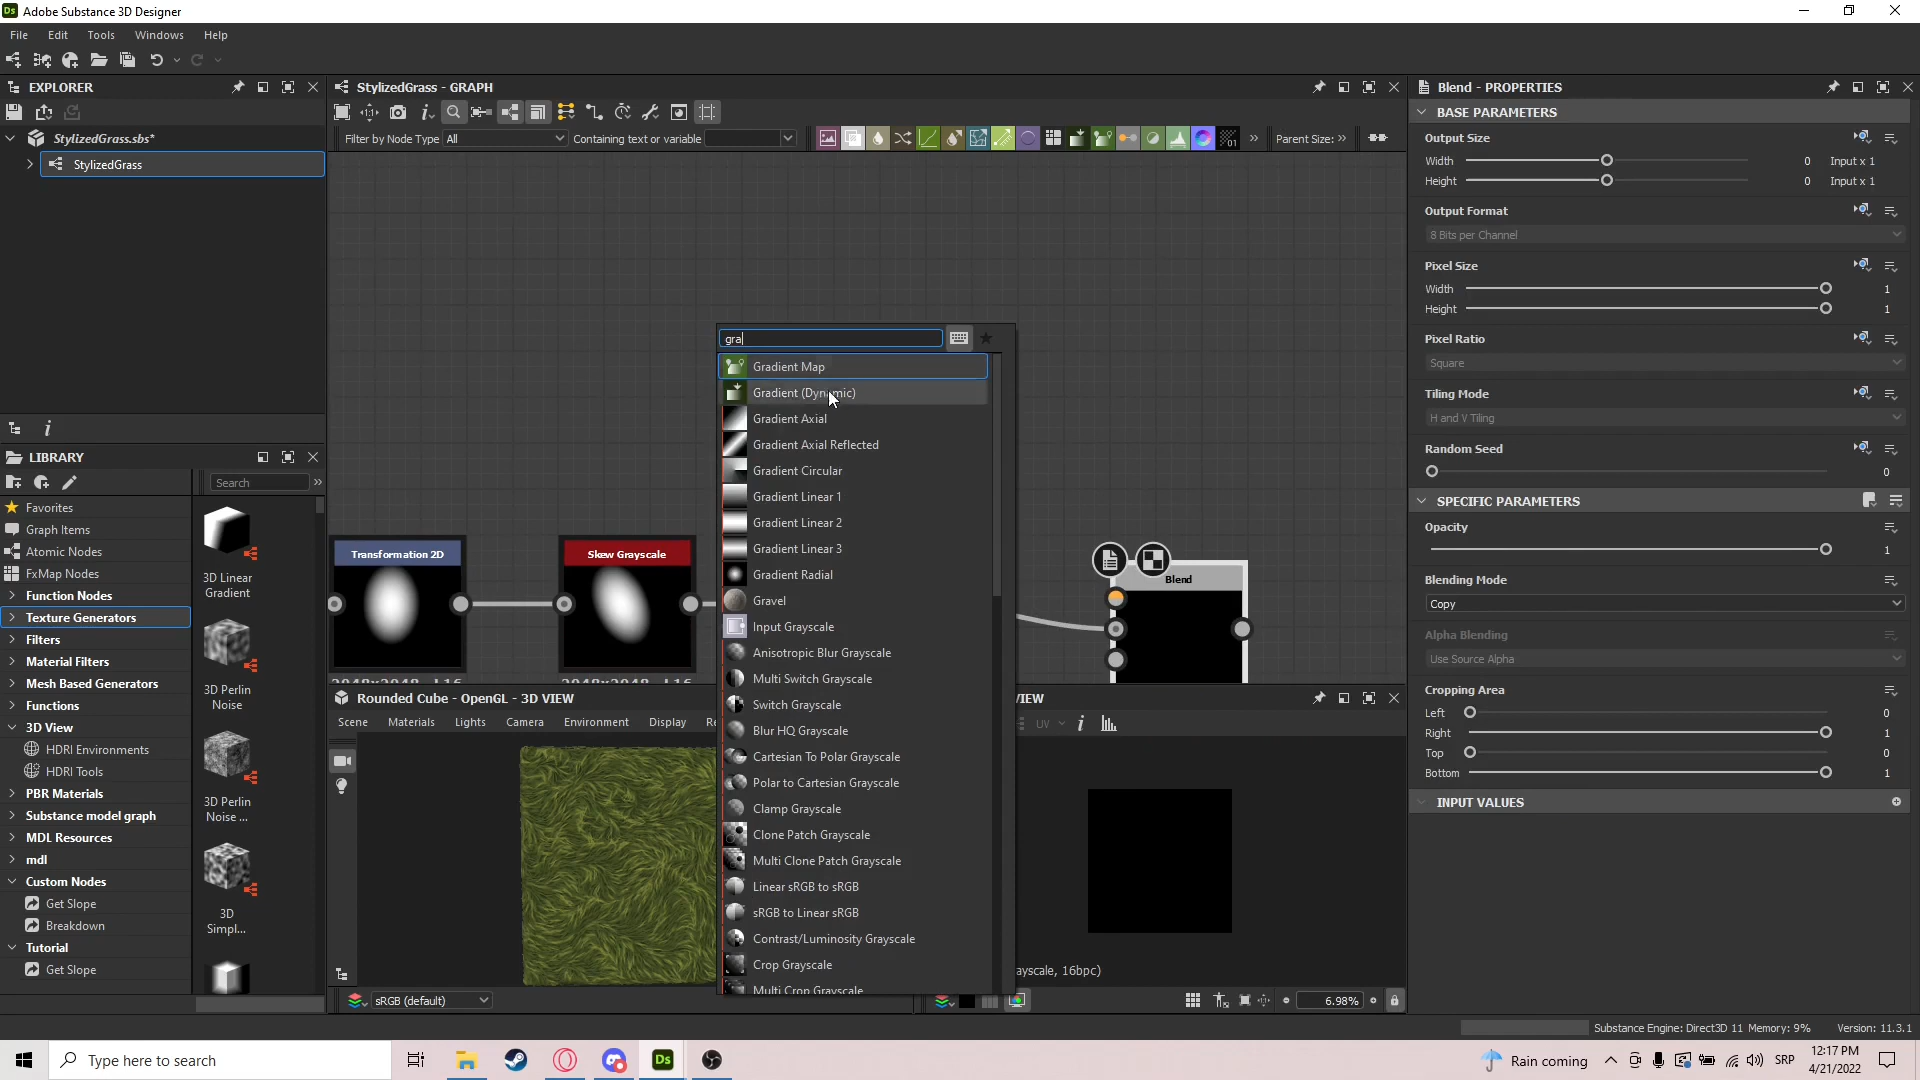 Adobe Substance 3D Designer
File Edit Tools Windows Help
EXPLORER
StylizedGrass.sbs*
StylizedGrass
LIBRARY
Search
Favorites
Graph Items
Atomic Nodes
FxMap Nodes
Function Nodes
Texture Generators
Filters
Material Filters
Mesh Based Generators
Functions
3D View
HDRI Environments
HDRI Tools
PBR Materials
Substance model graph
MDL Resources
mdl
Custom Nodes
Get Slope
Breakdown
Tutorial
Get Slope
3D Linear
Gradient
3D Perlin
Noise
3D Perlin
Noise ...
3D
Simpl...
StylizedGrass - GRAPH
Filter by Node Type All Containing text or variable
Parent Size:
Transformation 2D
Skew Grayscale
Blend
gra
Gradient Map
Gradient (Dynamic)
Gradient Axial
Gradient Axial Reflected
Gradient Circular
Gradient Linear 1
Gradient Linear 2
Gradient Linear 3
Gradient Radial
Gravel
Input Grayscale
Anisotropic Blur Grayscale
Multi Switch Grayscale
Switch Grayscale
Blur HQ Grayscale
Cartesian To Polar Grayscale
Polar to Cartesian Grayscale
Clamp Grayscale
Clone Patch Grayscale
Multi Clone Patch Grayscale
Linear sRGB to sRGB
sRGB to Linear sRGB
Contrast/Luminosity Grayscale
Crop Grayscale
Multi Crop Grayscale
Rounded Cube - OpenGL - 3D VIEW
Scene Materials Lights Camera Environment Display Re
sRGB (default)
IEW
UV
ayscale, 16bpc)
6.98%
Blend - PROPERTIES
BASE PARAMETERS
Output Size
Width 0 Input x 1
Height 0 Input x 1
Output Format
8 Bits per Channel
Pixel Size
Width 1
Height 1
Pixel Ratio
Square
Tiling Mode
H and V Tiling
Random Seed
0
SPECIFIC PARAMETERS
Opacity
1
Blending Mode
Copy
Alpha Blending
Use Source Alpha
Cropping Area
Left 0
Right 1
Top 0
Bottom 1
INPUT VALUES
Substance Engine: Direct3D 11 Memory: 9% Version: 11.3.1
Type here to search
Ds
Rain coming
SRP
12:17 PM
4/21/2022